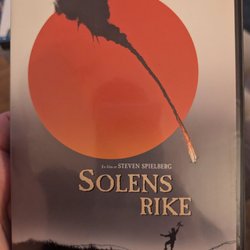 En film av STEVEN SPIELBERG
SOLENS
RIKE